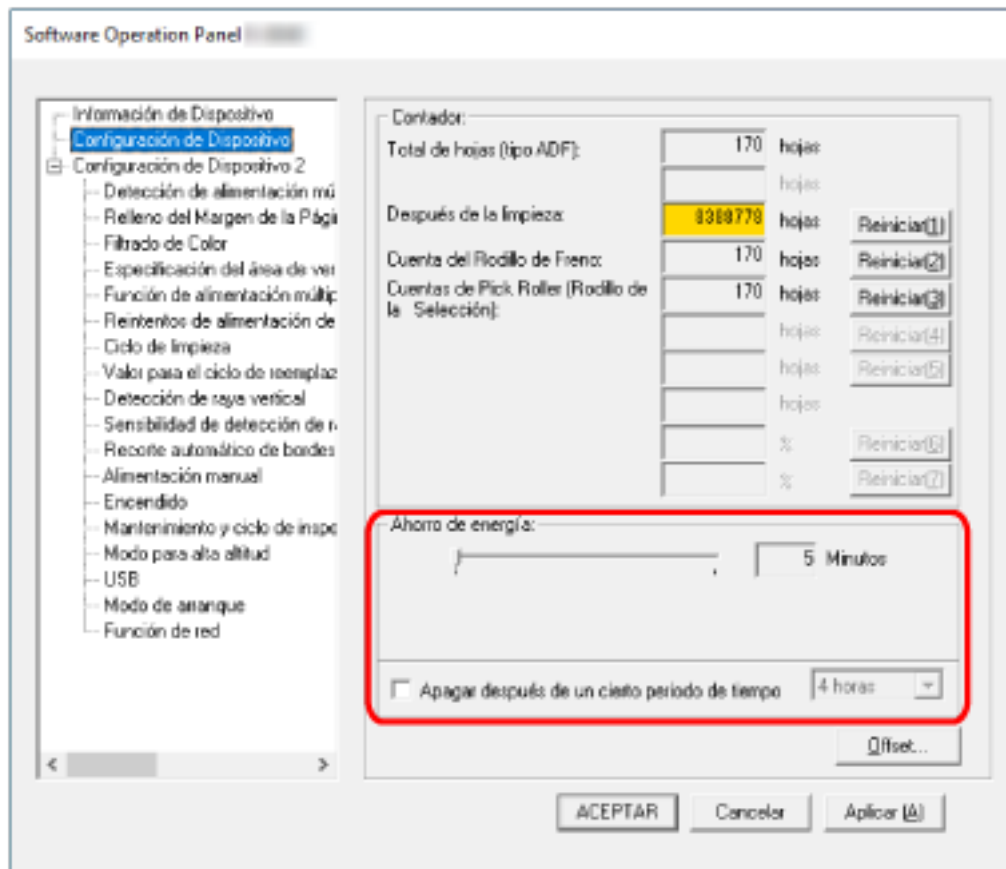 Software Operation Panel
Información de Dispositivo
Configuración de Dispositivo
Configuración de Dispositivo 2
Detección de alimentación mú
Relleno del Margen de la Pági
Filtrado de Color
Especificación del área de ver
Función de alimentación múltip
Reintentos de alimentación de
Ciclo de limpieza
Valor para el ciclo de reemplaz
Detección de raya vertical
Sensibilidad de detección de r
Recorte automático de bordes
Alimentación manual
Encendido
Mantenimiento y ciclo de inspe
Modo para alta altitud
USB
Modo de arranque
Función de red
Contador:
Total de hojas (tipo ADF): 170 hojas
hojas
Después de la limpieza: 8388778 hojas Reiniciar(1)
Cuenta del Rodillo de Freno: 170 hojas Reiniciar(2)
Cuentas de Pick Roller (Rodillo de 170 hojas Reiniciar(3)
la Selección):
hojas Reiniciar(4)
hojas Reiniciar(5)
hojas
% Reiniciar(6)
% Reiniciar(7)
Ahorro de energía:
5 Minutos
Apagar después de un cierto periodo de tiempo 4 horas
Offset...
ACEPTAR Cancelar Aplicar (A)